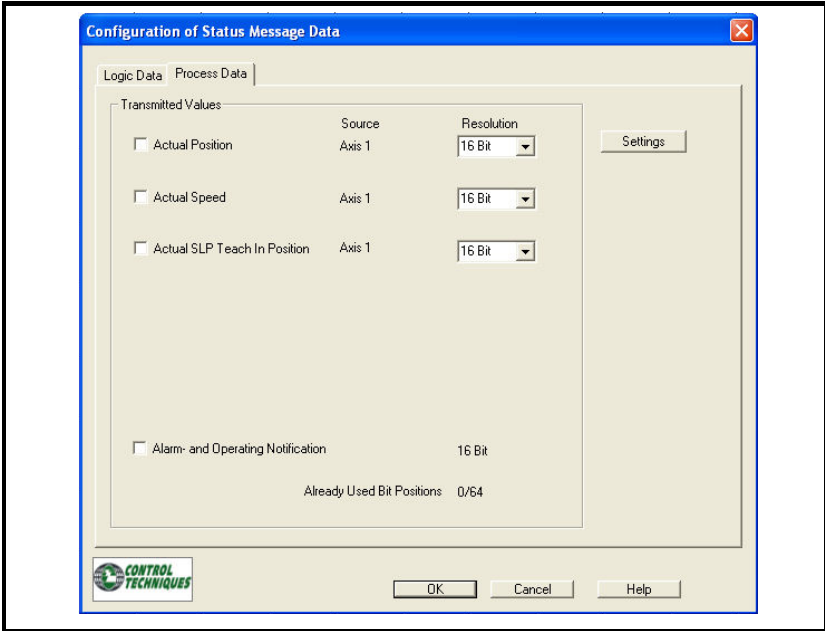 Configuration of Status Message Data
Logic Data Process Data
Transmitted Values
Source Resolution
Actual Position Axis 1 16 Bit Settings
Actual Speed Axis 1 16 Bit
Actual SLP Teach In Position Axis 1 16 Bit
Alarm- and Operating Notification 16 Bit
Already Used Bit Positions 0/64
CONTROL
TECHNIQUES
OK Cancel Help